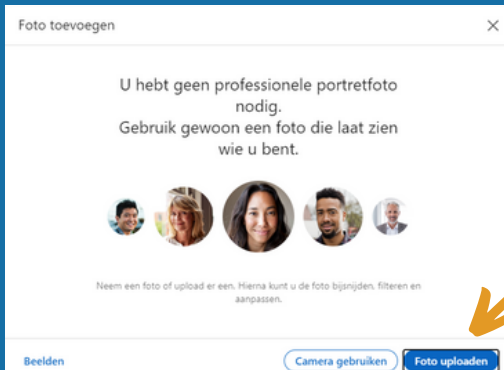 Foto toevoegen
U hebt geen professionele portretfoto
nodig.
Gebruik gewoon een foto die laat zien
wie u bent.
Neem een foto of upload er een. Hierna kunt u de foto bijsnijden, filteren en
aanpassen.
Beelden
Camera gebruiken
Foto uploaden